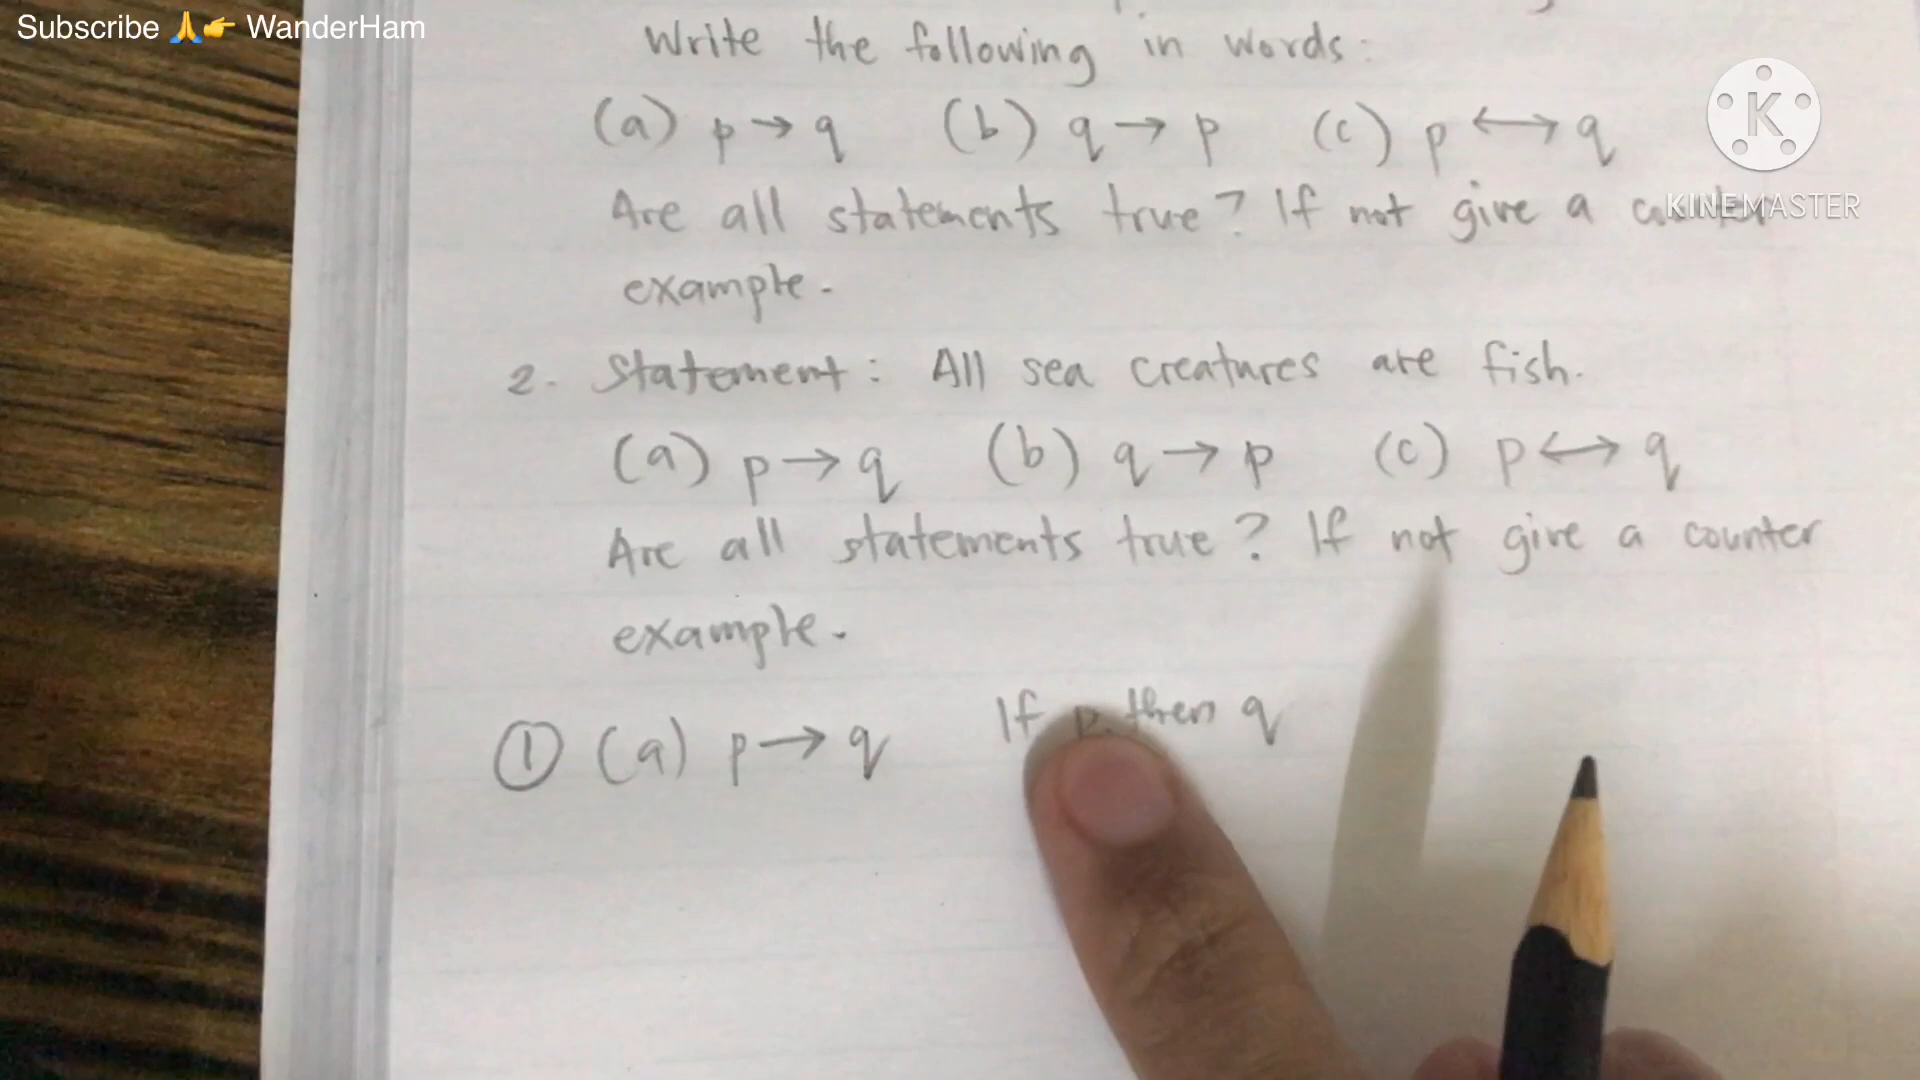 Subscribe 🙏👉 WanderHam
Write the following in words:
(a) p → q (b) q → p (c) p ↔ q
Are all statements true? If not give a counter
example.
K
KINEMASTER
2. Statement: All sea creatures are fish.
(a) p → q (b) q → p (c) p ↔ q
Are all statements true? If not give a counter
example.
① (a) p → q If p then q